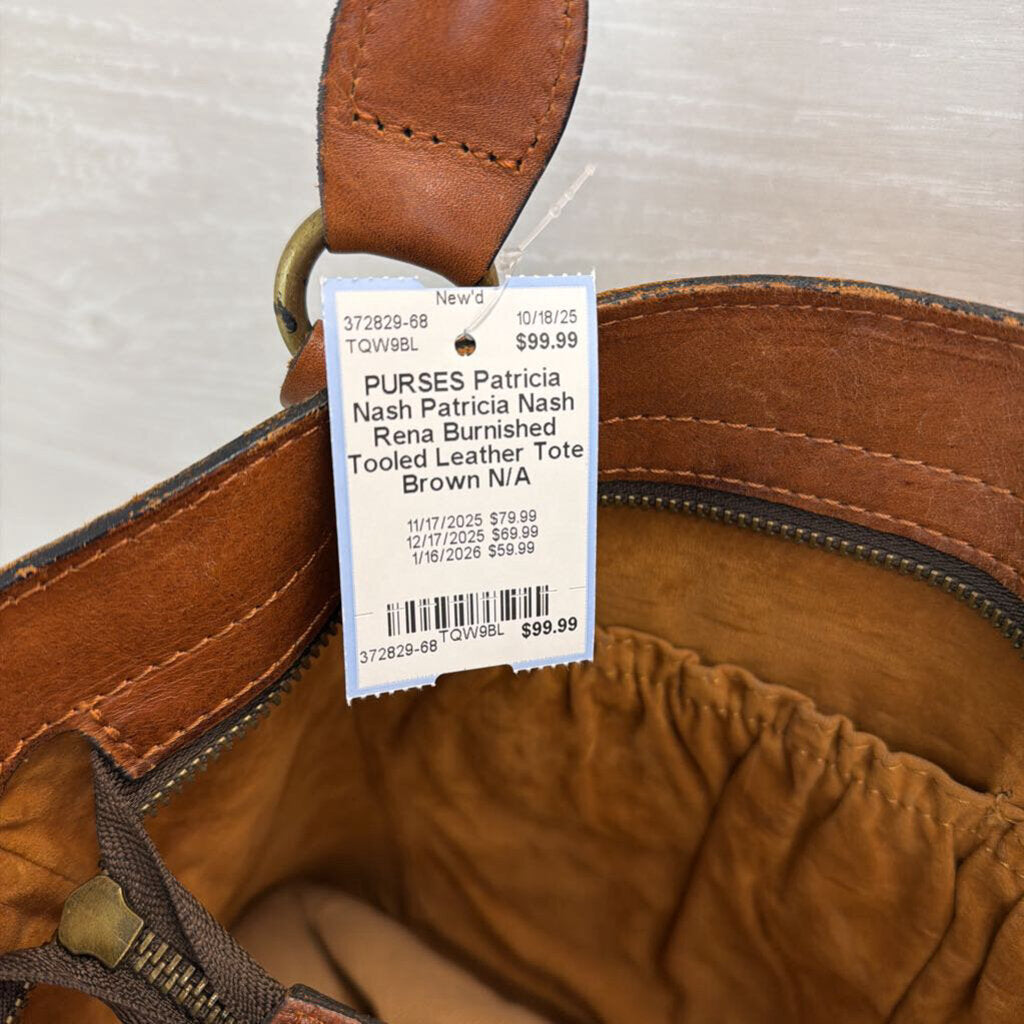 New'd
372829-68 10/18/25
TQW9BL $99.99
PURSES Patricia
Nash Patricia Nash
Rena Burnished
Tooled Leather Tote
Brown N/A
11/17/2025 $79.99
12/17/2025 $69.99
1/16/2026 $59.99
372829-68 TQW9BL $99.99